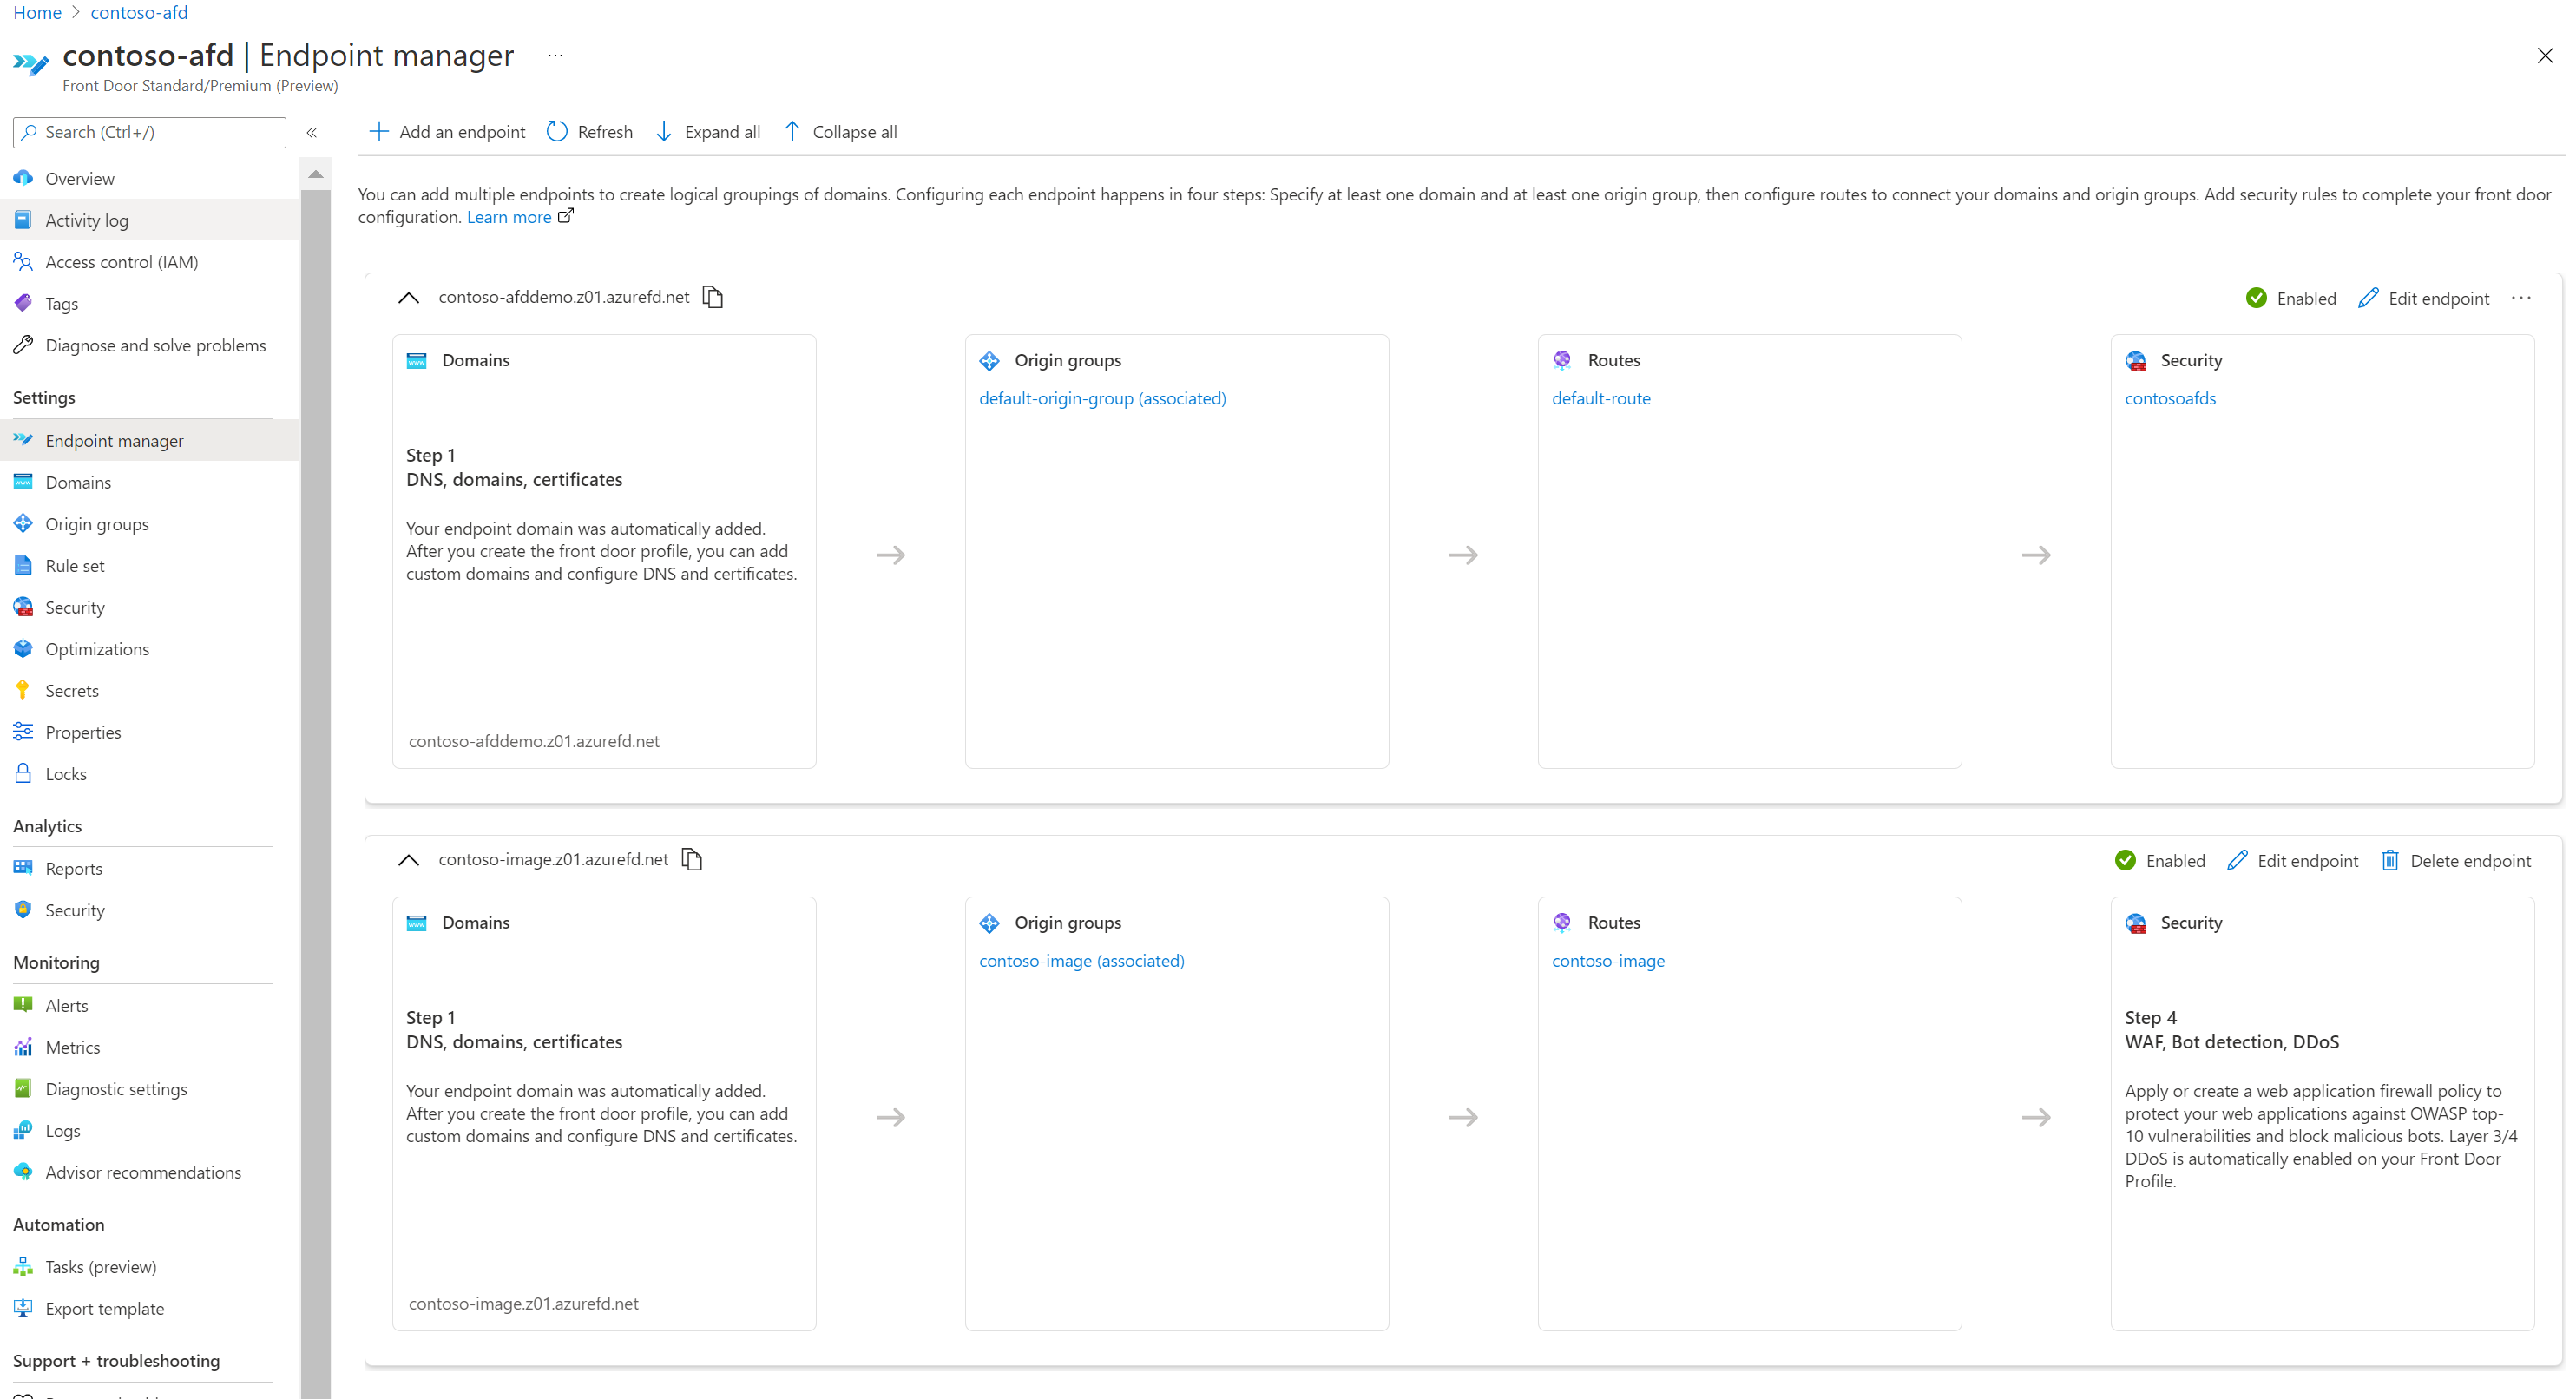 Home > contoso-afd
contoso-afd | Endpoint manager ...
Front Door Standard/Premium (Preview)
Search (Ctrl+/)
«
Overview
Activity log
Access control (IAM)
Tags
Diagnose and solve problems
Settings
Endpoint manager
Domains
Origin groups
Rule set
Security
Optimizations
Secrets
Properties
Locks
Analytics
Reports
Security
Monitoring
Alerts
Metrics
Diagnostic settings
Logs
Advisor recommendations
Automation
Tasks (preview)
Export template
Support + troubleshooting
Add an endpoint
Refresh
Expand all
Collapse all
You can add multiple endpoints to create logical groupings of domains. Configuring each endpoint happens in four steps: Specify at least one domain and at least one origin group, then configure routes to connect your domains and origin groups. Add security rules to complete your front door
configuration. Learn more
contoso-afddemo.z01.azurefd.net
Enabled
Edit endpoint
...
Domains
Step 1
DNS, domains, certificates
Your endpoint domain was automatically added.
After you create the front door profile, you can add
custom domains and configure DNS and certificates.
contoso-afddemo.z01.azurefd.net
Origin groups
default-origin-group (associated)
Routes
default-route
Security
contosoafds
contoso-image.z01.azurefd.net
Enabled
Edit endpoint
Delete endpoint
Domains
Step 1
DNS, domains, certificates
Your endpoint domain was automatically added.
After you create the front door profile, you can add
custom domains and configure DNS and certificates.
contoso-image.z01.azurefd.net
Origin groups
contoso-image (associated)
Routes
contoso-image
Security
Step 4
WAF, Bot detection, DDoS
Apply or create a web application firewall policy to
protect your web applications against OWASP top-
10 vulnerabilities and block malicious bots. Layer 3/4
DDoS is automatically enabled on your Front Door
Profile.